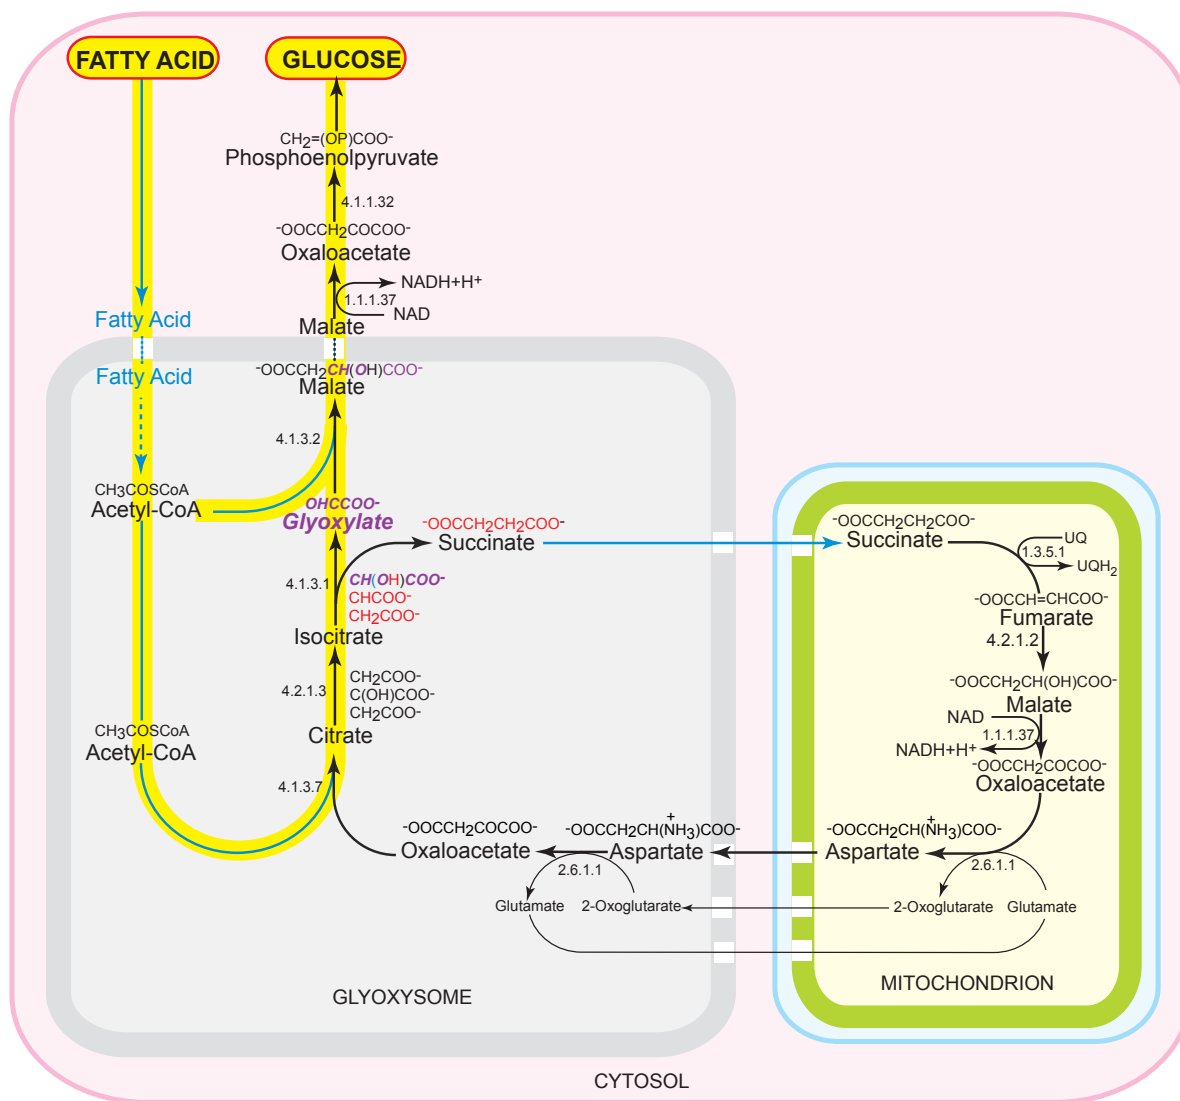 FATTY ACID
GLUCOSE
CH2=(OP)COO-
Phosphoenolpyruvate
4.1.1.32
-OOCCH2COCOO-
Oxaloacetate
NADH+H+
1.1.1.37
NAD
Fatty Acid
Malate
Fatty Acid
-OOCCH2CH(OH)COO-
Malate
4.1.3.2
CH3COSCoA
Acetyl-CoA
OHCCOO-
Glyoxylate
-OOCCH2CH2COO-
Succinate
4.1.3.1
CH(OH)COO-
CHCOO-
CH2COO-
Isocitrate
4.2.1.3
CH2COO-
C(OH)COO-
CH2COO-
CH3COSCoA
Acetyl-CoA
Citrate
4.1.3.7
-OOCCH2COCOO-
Oxaloacetate
+
-OOCCH2CH(NH3)COO-
Aspartate
2.6.1.1
Glutamate
2-Oxoglutarate
GLYOXYSOME
-OOCCH2CH2COO-
Succinate
UQ
1.3.5.1
UQH2
-OOCCH=CHCOO-
Fumarate
4.2.1.2
-OOCCH2CH(OH)COO-
Malate
NAD
1.1.1.37
NADH+H+
-OOCCH2COCOO-
Oxaloacetate
+
-OOCCH2CH(NH3)COO-
Aspartate
2.6.1.1
2-Oxoglutarate
Glutamate
MITOCHONDRION
CYTOSOL